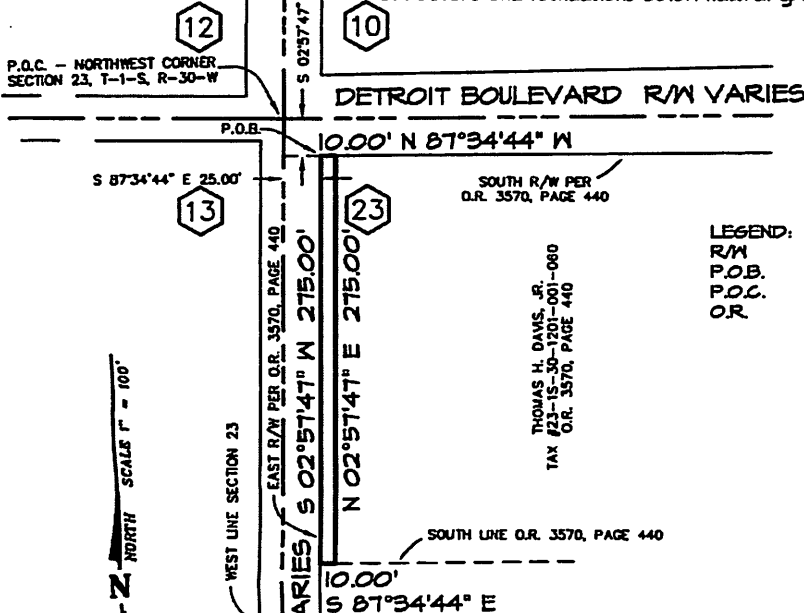 12
10
S 02°57'47"
P.O.C. - NORTHWEST CORNER
SECTION 23, T-1-S, R-30-W
DETROIT BOULEVARD R/W VARIES
P.O.B.
10.00' N 87°34'44" W
S 87°34'44" E 25.00'
SOUTH R/W PER
O.R. 3570, PAGE 440
13
23
LEGEND:
R/W
P.O.B.
P.O.C.
O.R.
EAST R/W PER O.R. 3570, PAGE 440
S 02°57'47" W 275.00'
N 02°57'47" E 275.00'
THOMAS H. DAVIS, JR.
TAX #23-1S-30-1201-001-060
O.R. 3570, PAGE 440
NORTH SCALE 1" = 100'
N
WEST LINE SECTION 23
SOUTH LINE O.R. 3570, PAGE 440
ARIES
10.00'
S 87°34'44" E